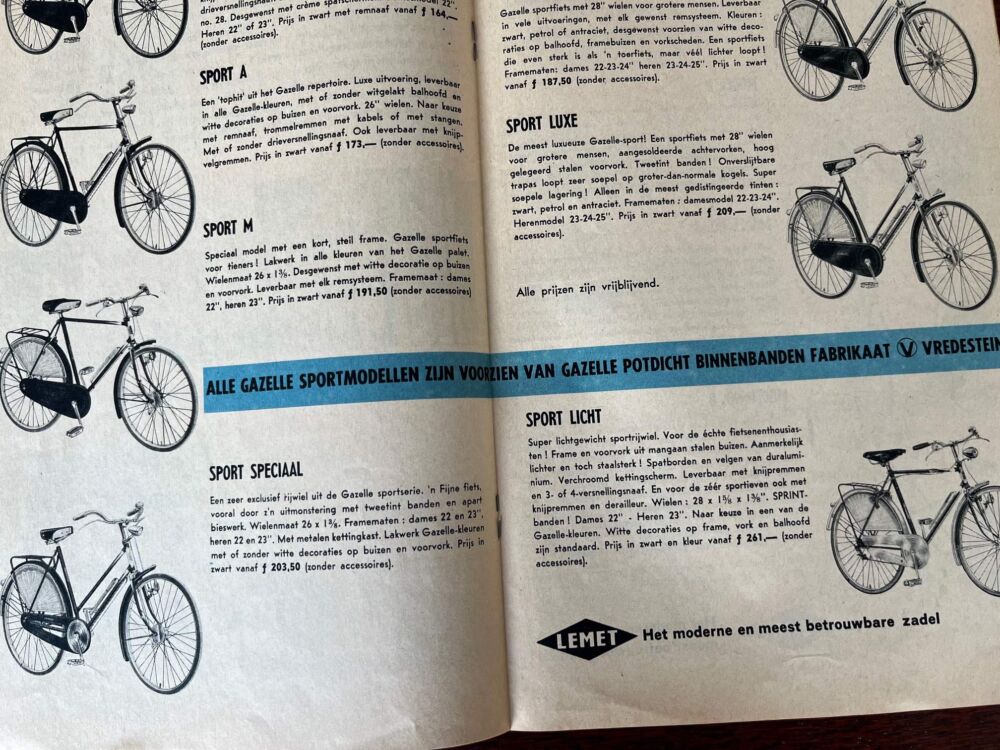 drieversnellingsnaaf
no. 28. Desgewenst met crème
Heren 22" of 23". Prijs in zwart met remnaaf vanaf ƒ 164,—
(zonder accessoires).
SPORT A
Een 'tophit' uit het Gazelle repertoire. Luxe uitvoering, leverbaar
in alle Gazelle-kleuren, met of zonder witgelakt balhoofd en
witte decoraties op buizen en voorvork. 26" wielen. Naar keuze
met remnaaf, trommelremmen met kabels of met stangen.
Met of zonder drieversnellingsnaaf. Ook leverbaar met knijp-
velgremmen. Prijs in zwart vanaf ƒ 173,— (zonder accessoires).
SPORT M
Speciaal model met een kort, steil frame. Gazelle sportfiets
voor tieners! Lakwerk in alle kleuren van het Gazelle palet.
Wielenmaat 26 x 1⅜. Desgewenst met witte decoratie op buizen
en voorvork. Leverbaar met elk remsysteem. Framemaat : dames
22", heren 23". Prijs in zwart vanaf ƒ 191,50 (zonder accessoires)
SPORT SPECIAAL
Een zeer exclusief rijwiel uit de Gazelle sportserie. 'n Fijne fiets,
vooral door z'n uitmonstering met tweetint banden en apart
bieswerk. Wielenmaat 26 x 1⅜. Framematen : dames 22 en 23",
heren 22 en 23". Met metalen kettingkast. Lakwerk Gazelle-kleuren
met of zonder witte decoraties op buizen en voorvork. Prijs in
zwart vanaf ƒ 203,50 (zonder accessoires).
Gazelle sportfiets met 28" wielen voor grotere mensen. Leverbaar
in vele uitvoeringen, met elk gewenst remsysteem. Kleuren :
zwart, petrol of antraciet, desgewenst voorzien van witte deco-
raties op balhoofd, framebuizen en vorkscheden. Een sportfiets
die even sterk is als 'n toerfiets, maar véél lichter loopt!
Framematen: dames 22-23-24" heren 23-24-25". Prijs in zwart
vanaf ƒ 187,50 (zonder accessoires).
SPORT LUXE
De meest luxueuze Gazelle-sport! Een sportfiets met 28" wielen
voor grotere mensen, aangesoldeerde achtervorken, hoog
gelegeerd stalen voorvork. Tweetint banden! Onverslijtbare
trapas loopt zeer soepel op groter-dan-normale kogels. Super
soepele lagering! Alleen in de meest gedistingeerde tinten :
zwart, petrol en antraciet. Framematen : damesmodel 22-23-24".
Herenmodel 23-24-25". Prijs in zwart vanaf ƒ 209,— (zonder
accessoires).
Alle prijzen zijn vrijblijvend.
ALLE GAZELLE SPORTMODELLEN ZIJN VOORZIEN VAN GAZELLE POTDICHT BINNENBANDEN FABRIKAAT V VREDESTEIN
SPORT LICHT
Super lichtgewicht sportrijwiel. Voor de échte fietsenenthousias-
ten! Frame en voorvork uit mangaan stalen buizen. Aanmerkelijk
lichter en toch staalsterk! Spatborden en velgen van duralumi-
nium. Verchroomd kettingscherm. Leverbaar met knijpremmen
en 3- of 4-versnellingsnaaf. En voor de zéér sportieven ook met
knijpremmen en derailleur. Wielen : 28 x 1⅝ x 1⅜". SPRINT-
banden! Dames 22" - Heren 23". Naar keuze in een van de
Gazelle-kleuren. Witte decoraties op frame, vork en balhoofd
zijn standaard. Prijs in zwart en kleur vanaf ƒ 261,— (zonder
accessoires).
LEMET Het moderne en meest betrouwbare zadel